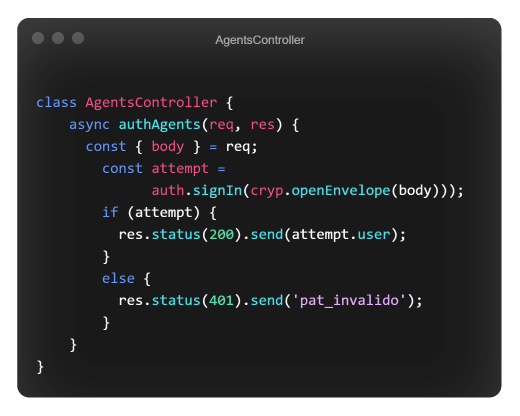 AgentsController
class AgentsController {
async authAgents(req, res) {
const { body } = req;
const attempt =
auth.signIn(cryp.openEnvelope(body)));
if (attempt) {
res.status(200).send(attempt.user);
}
else {
res.status(401).send('pat_invalido');
}
}
}